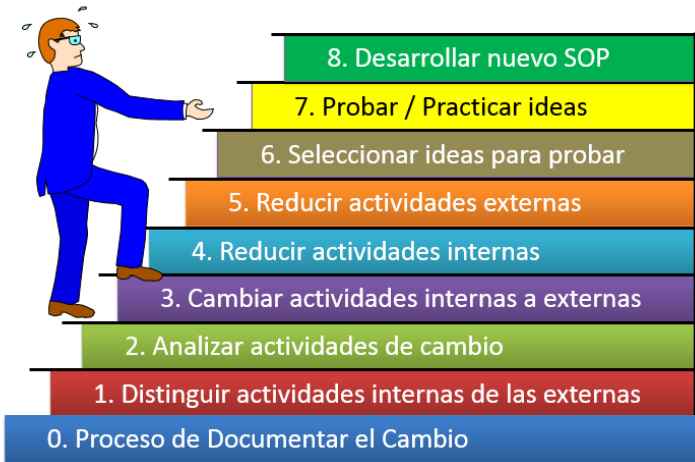 8. Desarrollar nuevo SOP
7. Probar / Practicar ideas
6. Seleccionar ideas para probar
5. Reducir actividades externas
4. Reducir actividades internas
3. Cambiar actividades internas a externas
2. Analizar actividades de cambio
1. Distinguir actividades internas de las externas
0. Proceso de Documentar el Cambio